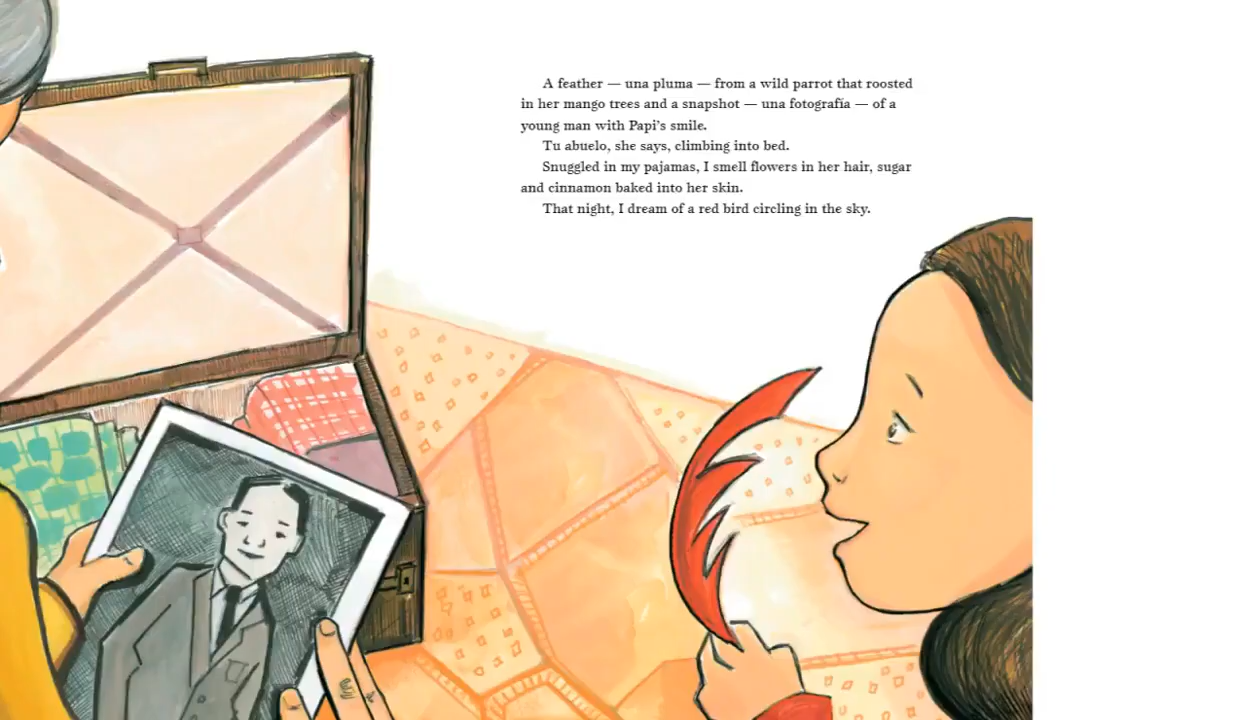 A feather — una pluma — from a wild parrot that roosted
in her mango trees and a snapshot — una fotografía — of a
young man with Papi’s smile.
Tu abuelo, she says, climbing into bed.
Snuggled in my pajamas, I smell flowers in her hair, sugar
and cinnamon baked into her skin.
That night, I dream of a red bird circling in the sky.